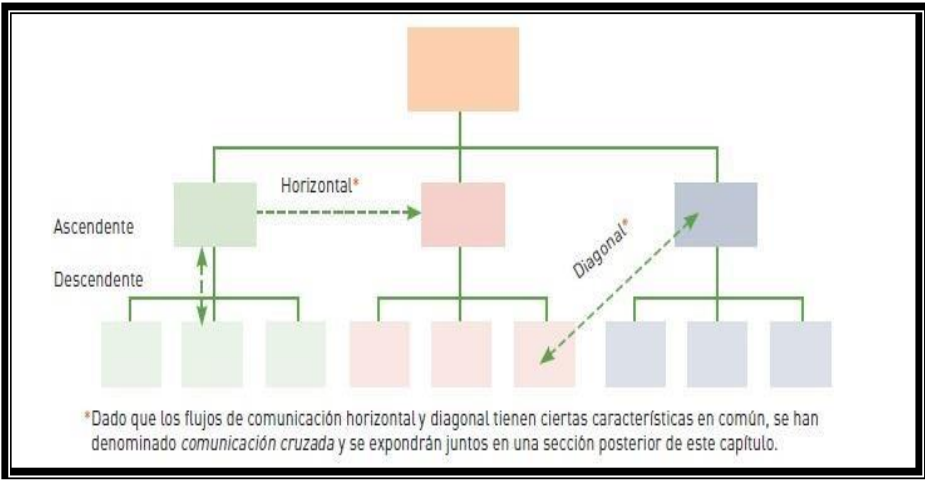 Horizontal*
Ascendente
Diagonal*
Descendente
*Dado que los flujos de comunicación horizontal y diagonal tienen ciertas características en común, se han
denominado comunicación cruzada y se expondrán juntos en una sección posterior de este capítulo.